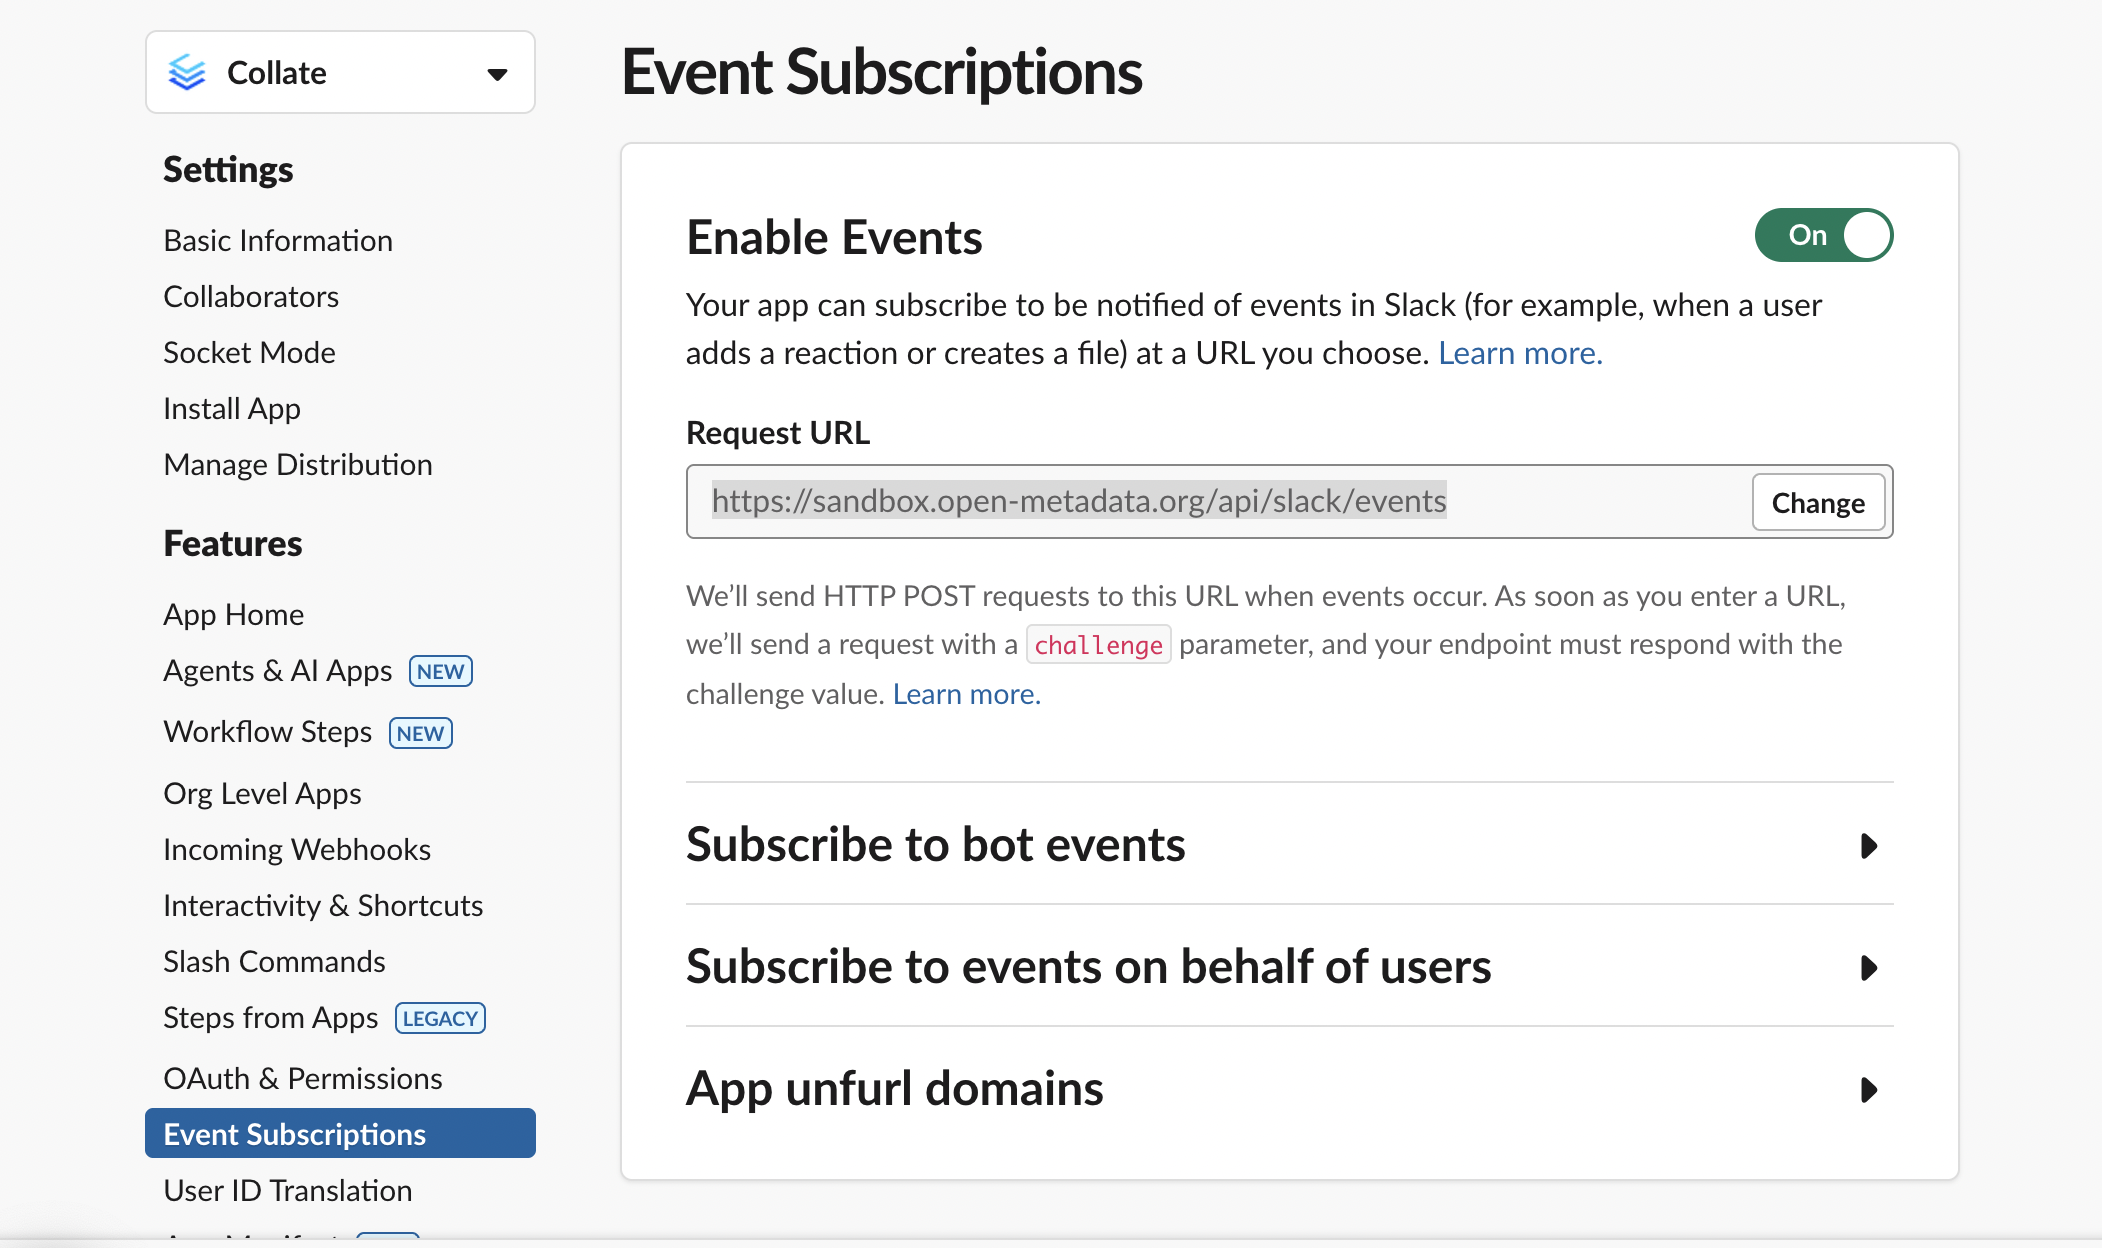 Collate
Settings
Basic Information
Collaborators
Socket Mode
Install App
Manage Distribution
Features
App Home
Agents & AI Apps NEW
Workflow Steps NEW
Org Level Apps
Incoming Webhooks
Interactivity & Shortcuts
Slash Commands
Steps from Apps LEGACY
OAuth & Permissions
Event Subscriptions
User ID Translation
Event Subscriptions
Enable Events
On
Your app can subscribe to be notified of events in Slack (for example, when a user
adds a reaction or creates a file) at a URL you choose. Learn more.
Request URL
https://sandbox.open-metadata.org/api/slack/events
Change
We’ll send HTTP POST requests to this URL when events occur. As soon as you enter a URL,
we’ll send a request with a challenge parameter, and your endpoint must respond with the
challenge value. Learn more.
Subscribe to bot events
Subscribe to events on behalf of users
App unfurl domains